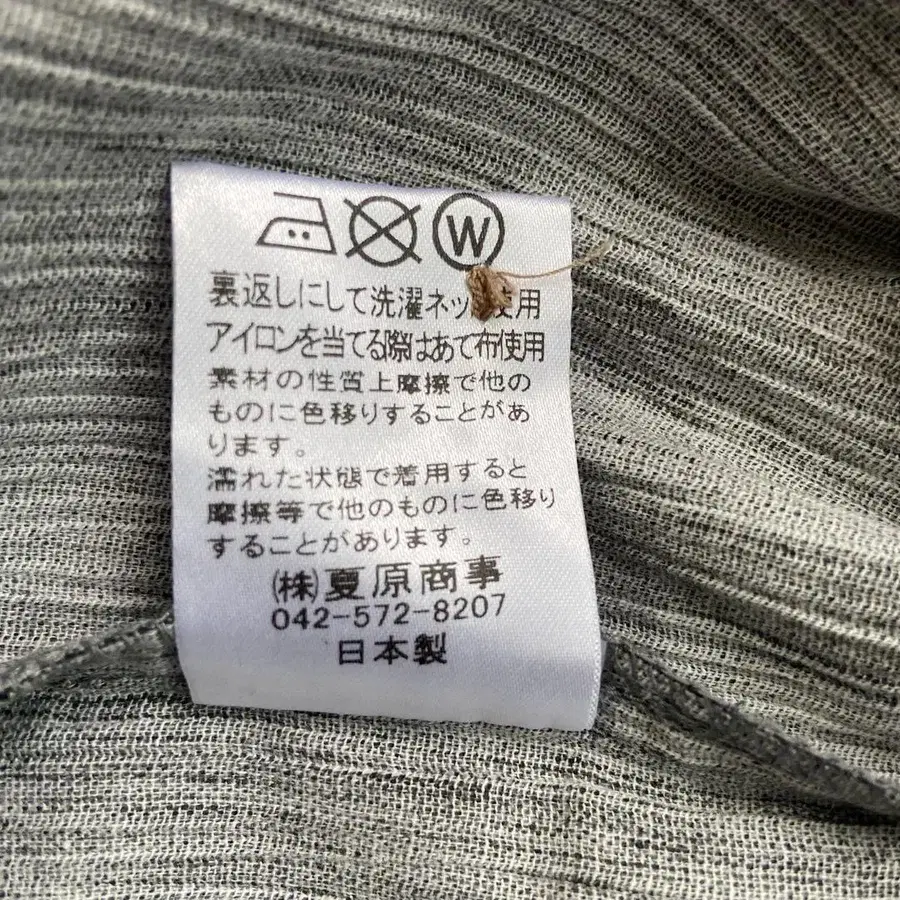 W
裏返しにして洗濯ネッ 使用
アイロンを当てる際はあて布使用
素材の性質上摩擦で他の
ものに色移りすることがあ
ります。
濡れた状態で着用すると
摩擦等で他のものに色移り
することがあります。
㈱夏原商事
042-572-8207
日本製